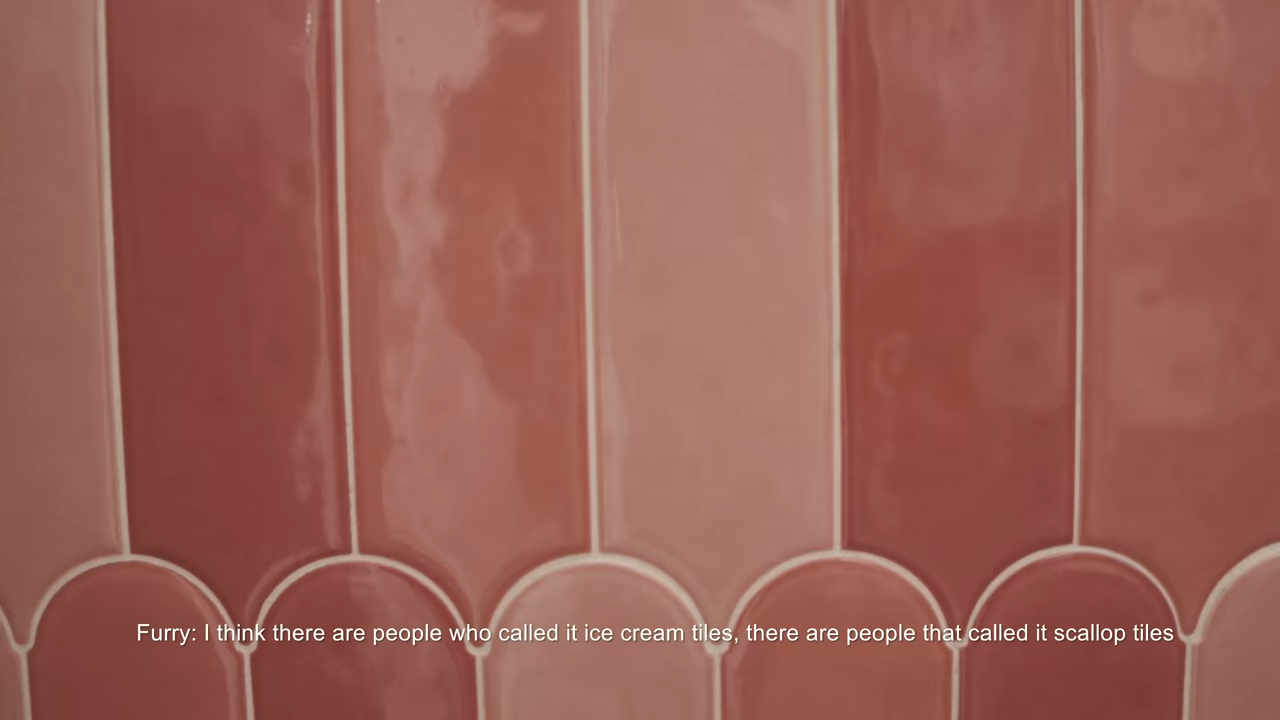 Furry: I think there are people who called it ice cream tiles, there are people that called it scallop tiles